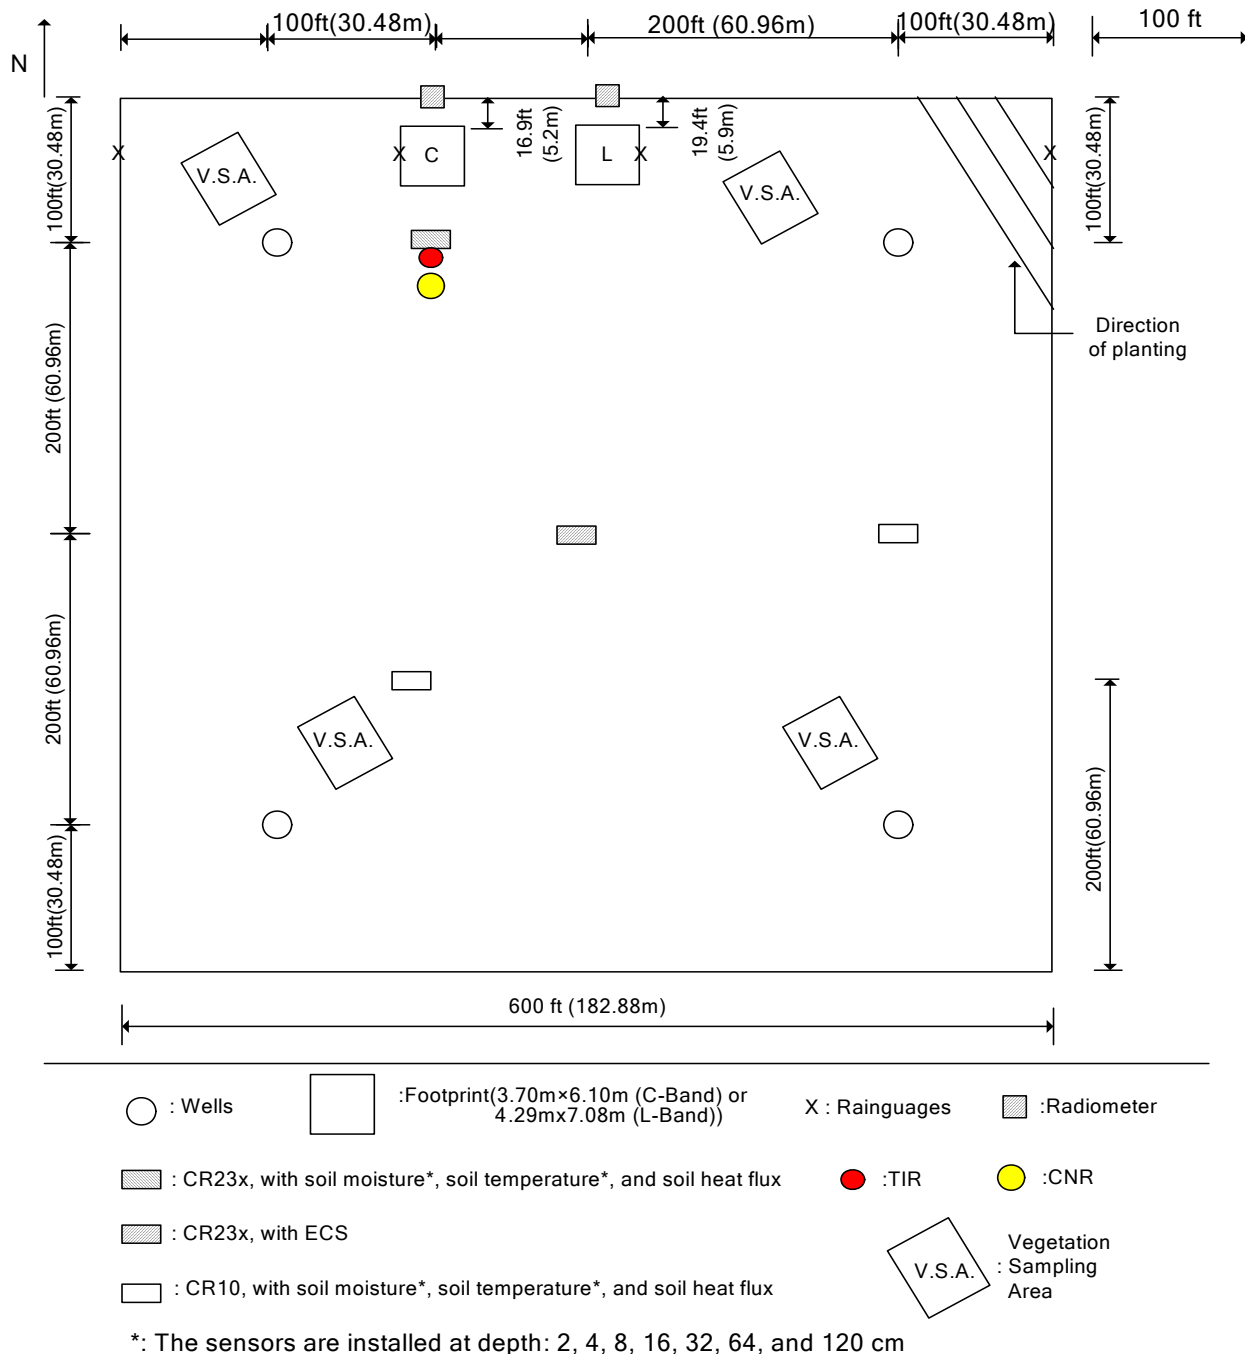 100ft(30.48m)
200ft (60.96m)
100ft(30.48m)
100 ft
N
100ft(30.48m)
X
V.S.A.
X
C
16.9ft
(5.2m)
L
X
19.4ft
(5.9m)
V.S.A.
X
100ft(30.48m)
200ft (60.96m)
Direction
of planting
200ft (60.96m)
V.S.A.
V.S.A.
200ft(60.96m)
100ft(30.48m)
600 ft (182.88m)
: Wells
:Footprint(3.70m×6.10m (C-Band) or
4.29mx7.08m (L-Band))
X : Rainguages
:Radiometer
: CR23x, with soil moisture*, soil temperature*, and soil heat flux
:TIR
:CNR
: CR23x, with ECS
V.S.A.
Vegetation
: Sampling
Area
: CR10, with soil moisture*, soil temperature*, and soil heat flux
*: The sensors are installed at depth: 2, 4, 8, 16, 32, 64, and 120 cm